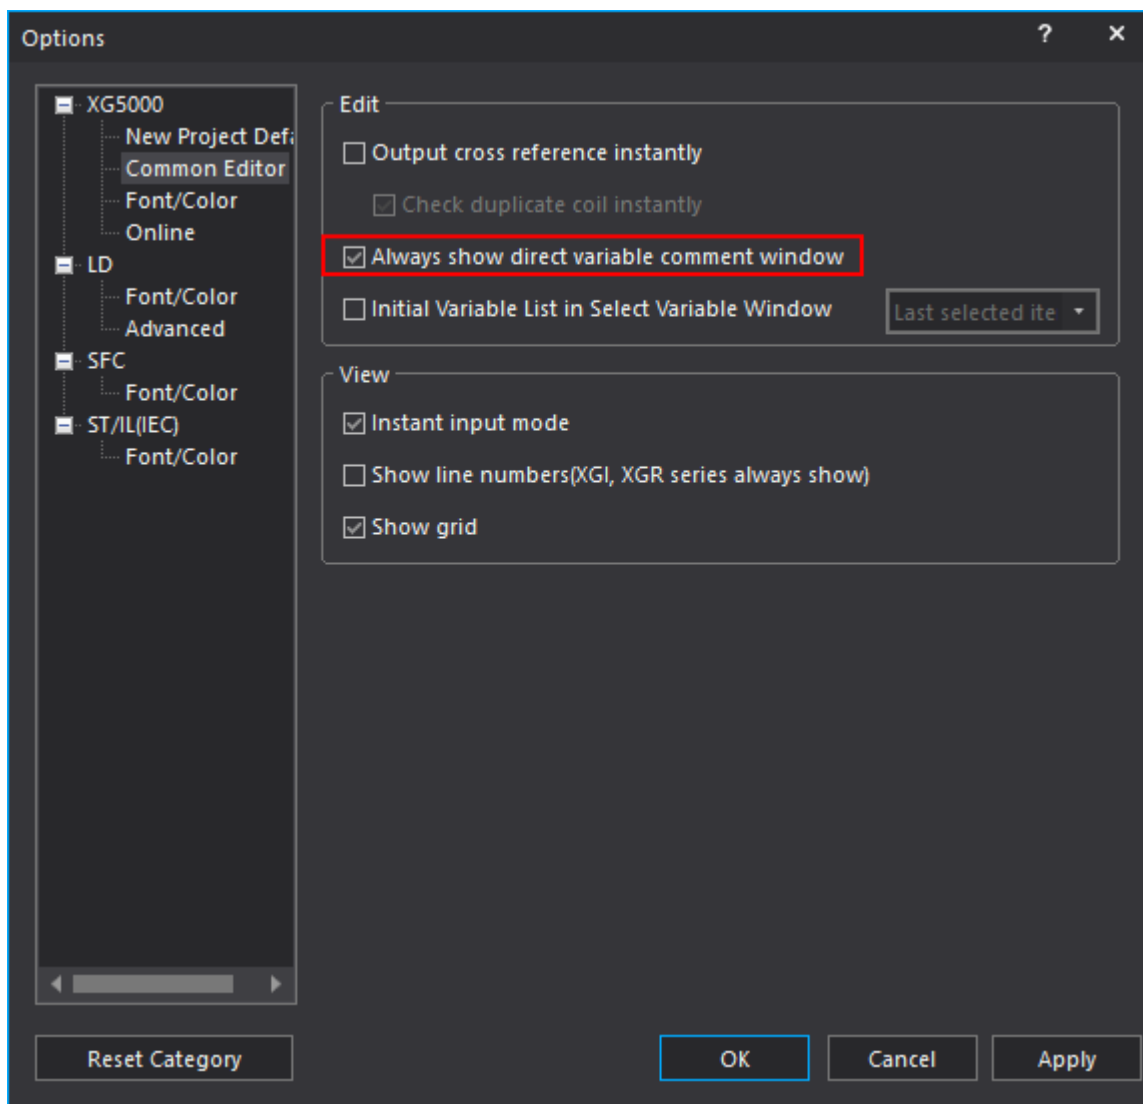 Options
?
XG5000
New Project Defa
Common Editor
Font/Color
Online
LD
Font/Color
Advanced
SFC
Font/Color
ST/IL(IEC)
Font/Color
Edit
Output cross reference instantly
Check duplicate coil instantly
Always show direct variable comment window
Initial Variable List in Select Variable Window
Last selected ite
View
Instant input mode
Show line numbers(XGI, XGR series always show)
Show grid
Reset Category
OK
Cancel
Apply